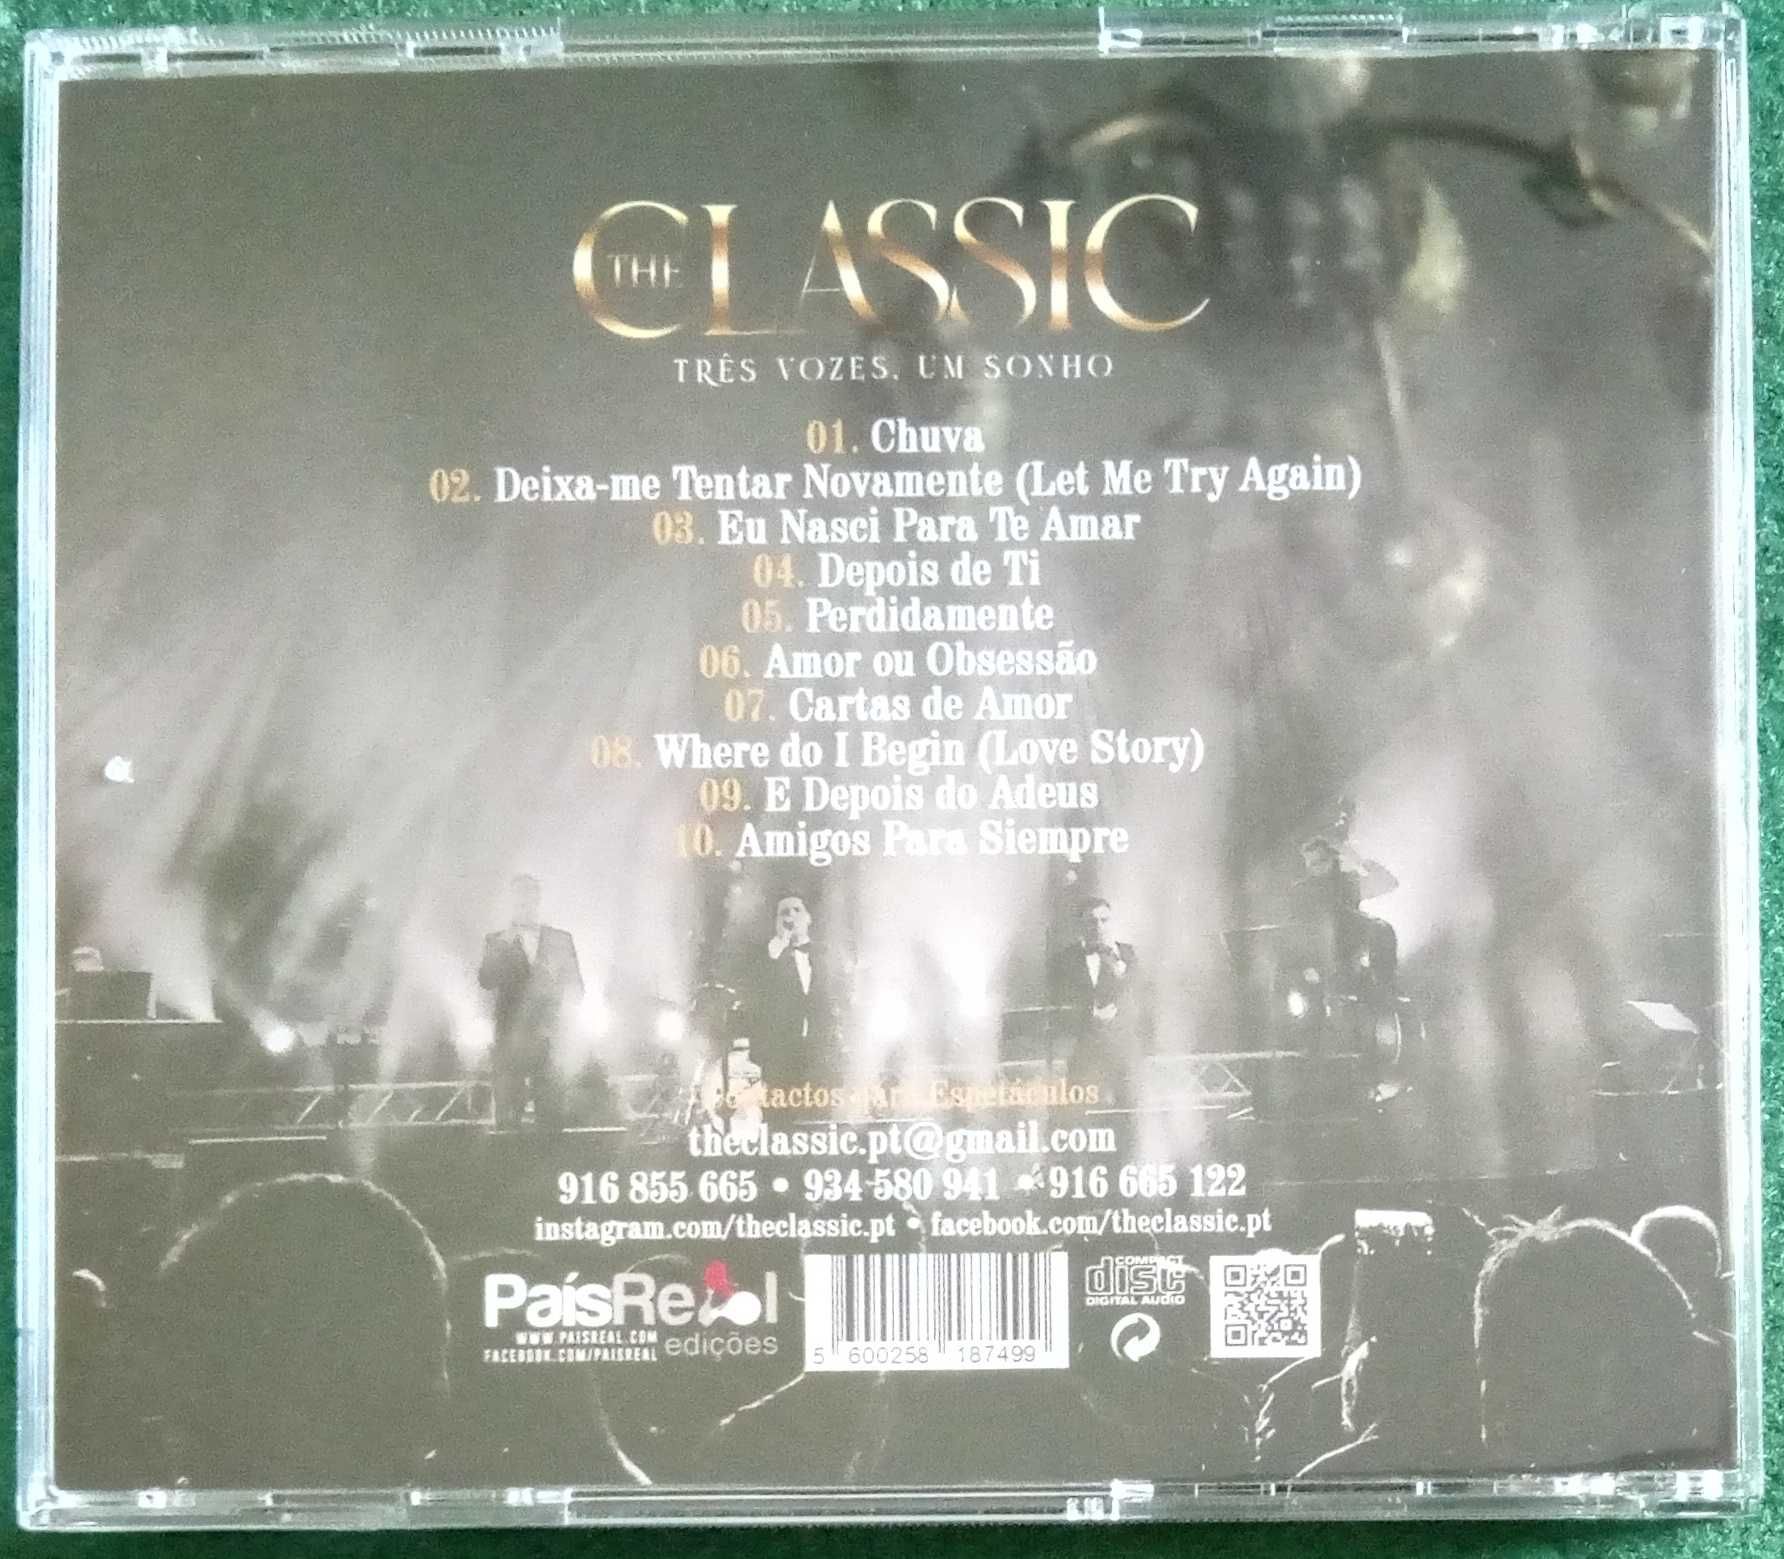 THE CLASSIC
TRÊS VOZES, UM SONHO
01. Chuva
02. Deixa-me Tentar Novamente (Let Me Try Again)
03. Eu Nasci Para Te Amar
04. Depois de Ti
05. Perdidamente
06. Amor ou Obsessão
07. Cartas de Amor
08. Where do I Begin (Love Story)
09. E Depois do Adeus
10. Amigos Para Siempre
Contactos para Espetáculos
theclassic.pt@gmail.com
916 855 665 • 934 580 941 • 916 665 122
instagram.com/theclassic.pt • facebook.com/theclassic.pt
PaísReal
WWW.PAISREAL.COM
FACEBOOK.COM/PAISREAL
edições
5 600258 187499
COMPACT
disc
DIGITAL AUDIO